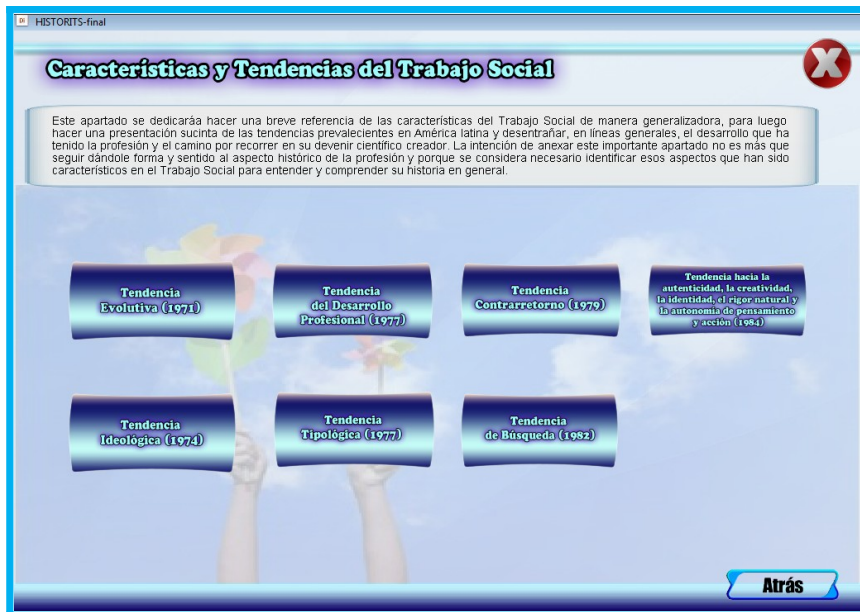 HISTORITS-final
Características y Tendencias del Trabajo Social
Este apartado se dedicaráa hacer una breve referencia de las características del Trabajo Social de manera generalizadora, para luego
hacer una presentación sucinta de las tendencias prevalecientes en América latina y desentrañar, en líneas generales, el desarrollo que ha
tenido la profesión y el camino por recorrer en su devenir científico creador. La intención de anexar este importante apartado no es más que
seguir dándole forma y sentido al aspecto histórico de la profesión y porque se considera necesario identificar esos aspectos que han sido
característicos en el Trabajo Social para entender y comprender su historia en general.
Tendencia
Evolutiva (1971)
Tendencia
del Desarrollo
Profesional (1977)
Tendencia
Contrarretorno (1979)
Tendencia hacia la
autenticidad, la creatividad,
la identidad, el rigor natural y
la autonomía de pensamiento
y acción (1984)
Tendencia
Ideológica (1974)
Tendencia
Tipológica (1977)
Tendencia
de Búsqueda (1982)
Atrás